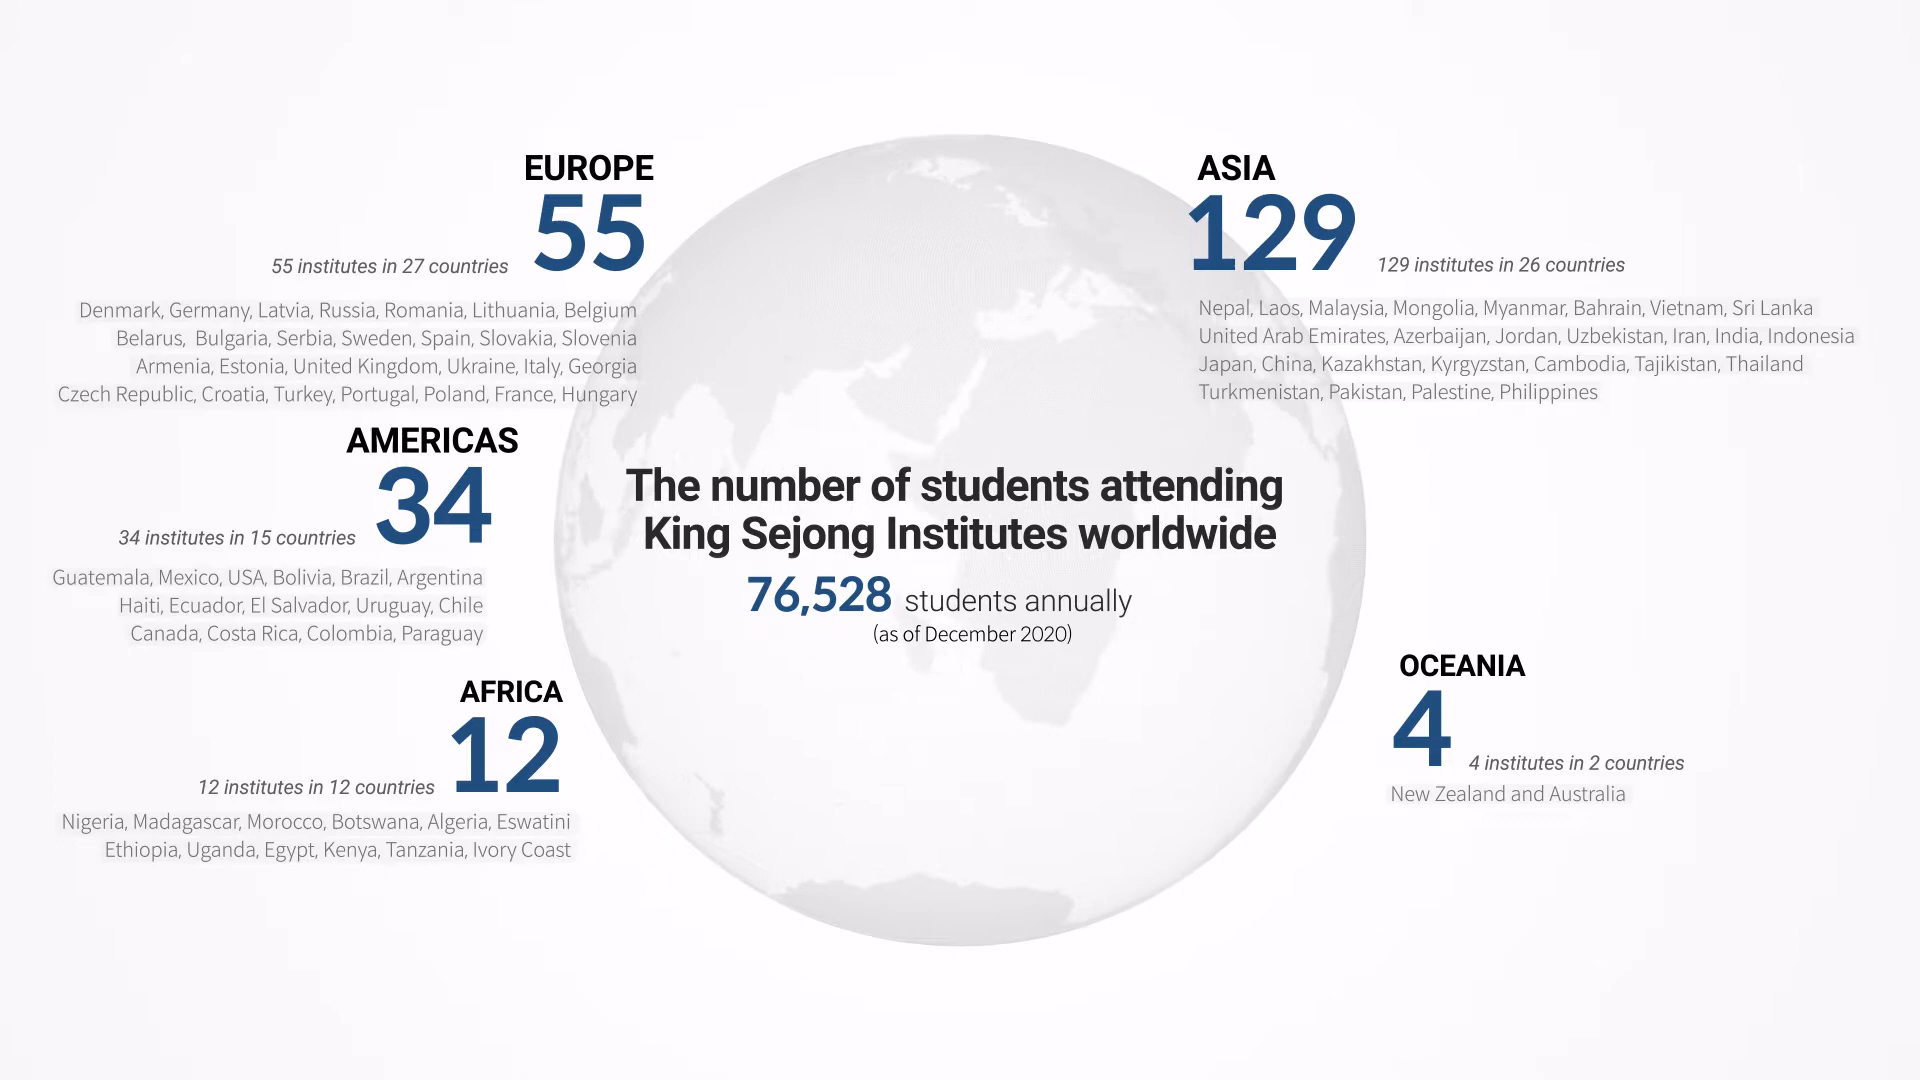 EUROPE
55
55 institutes in 27 countries
Denmark, Germany, Latvia, Russia, Romania, Lithuania, Belgium
Belarus, Bulgaria, Serbia, Sweden, Spain, Slovakia, Slovenia
Armenia, Estonia, United Kingdom, Ukraine, Italy, Georgia
Czech Republic, Croatia, Turkey, Portugal, Poland, France, Hungary
ASIA
129
129 institutes in 26 countries
Nepal, Laos, Malaysia, Mongolia, Myanmar, Bahrain, Vietnam, Sri Lanka
United Arab Emirates, Azerbaijan, Jordan, Uzbekistan, Iran, India, Indonesia
Japan, China, Kazakhstan, Kyrgyzstan, Cambodia, Tajikistan, Thailand
Turkmenistan, Pakistan, Palestine, Philippines
AMERICAS
34
34 institutes in 15 countries
Guatemala, Mexico, USA, Bolivia, Brazil, Argentina
Haiti, Ecuador, El Salvador, Uruguay, Chile
Canada, Costa Rica, Colombia, Paraguay
The number of students attending
King Sejong Institutes worldwide
76,528 students annually
(as of December 2020)
AFRICA
12
12 institutes in 12 countries
Nigeria, Madagascar, Morocco, Botswana, Algeria, Eswatini
Ethiopia, Uganda, Egypt, Kenya, Tanzania, Ivory Coast
OCEANIA
4
4 institutes in 2 countries
New Zealand and Australia